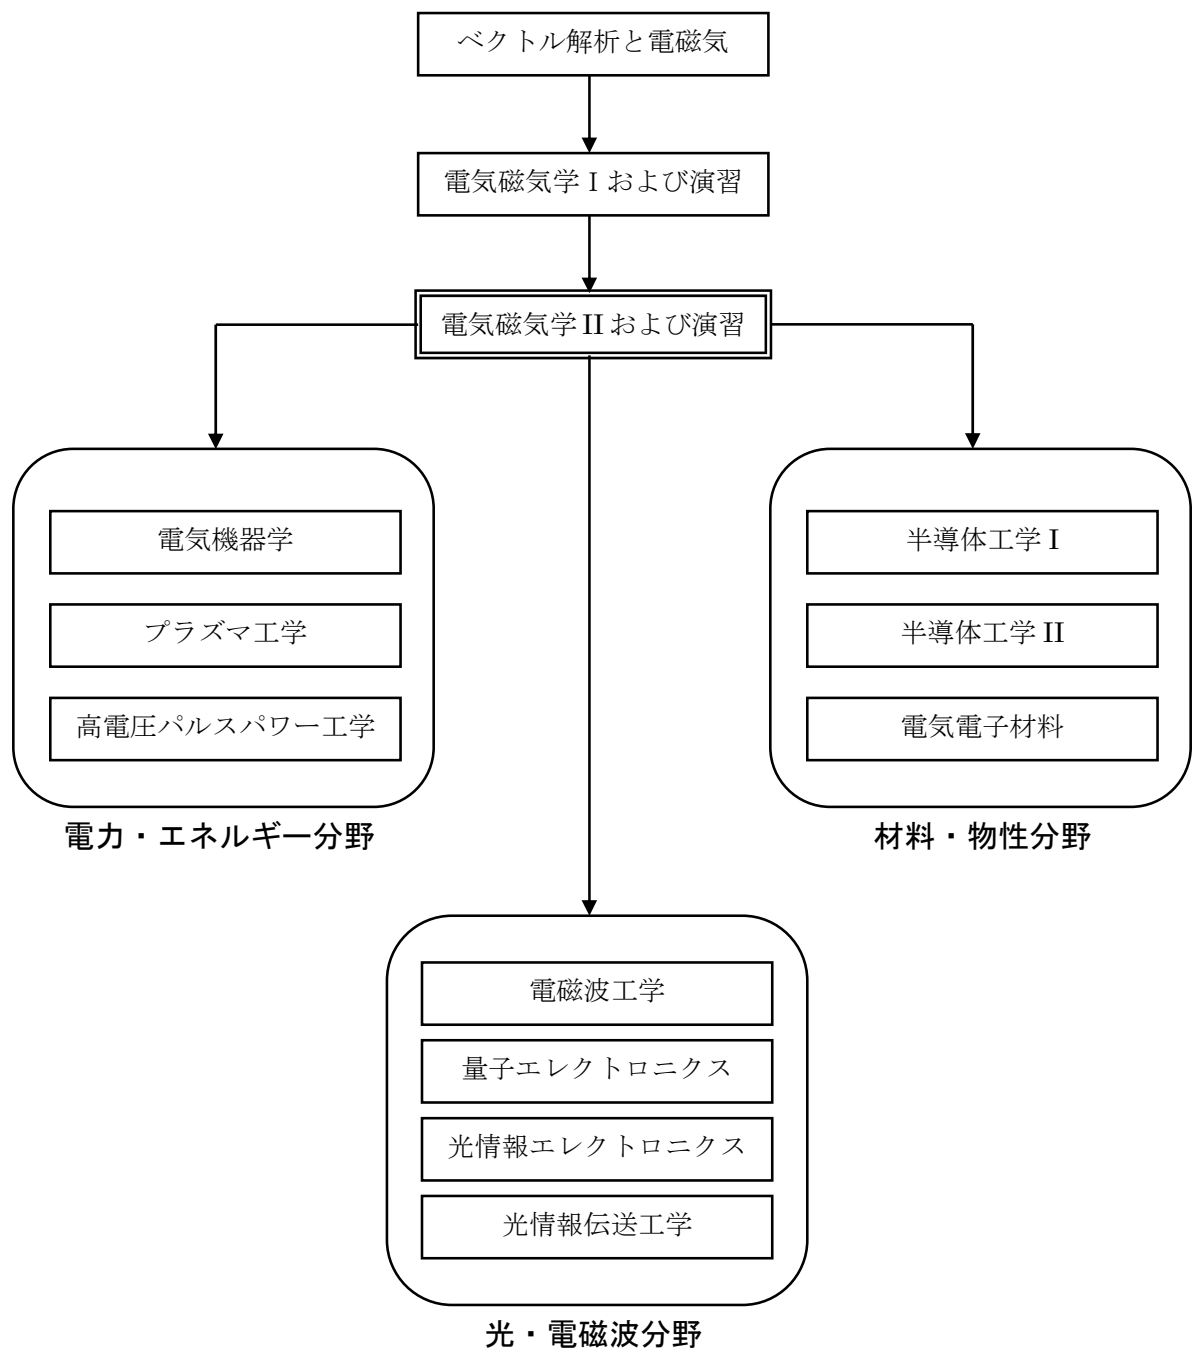 ベクトル解析と電磁気
電気磁気学 I および演習
電気磁気学 II および演習
電気機器学
プラズマ工学
高電圧パルスパワー工学
電力・エネルギー分野
半導体工学 I
半導体工学 II
電気電子材料
材料・物性分野
電磁波工学
量子エレクトロニクス
光情報エレクトロニクス
光情報伝送工学
光・電磁波分野